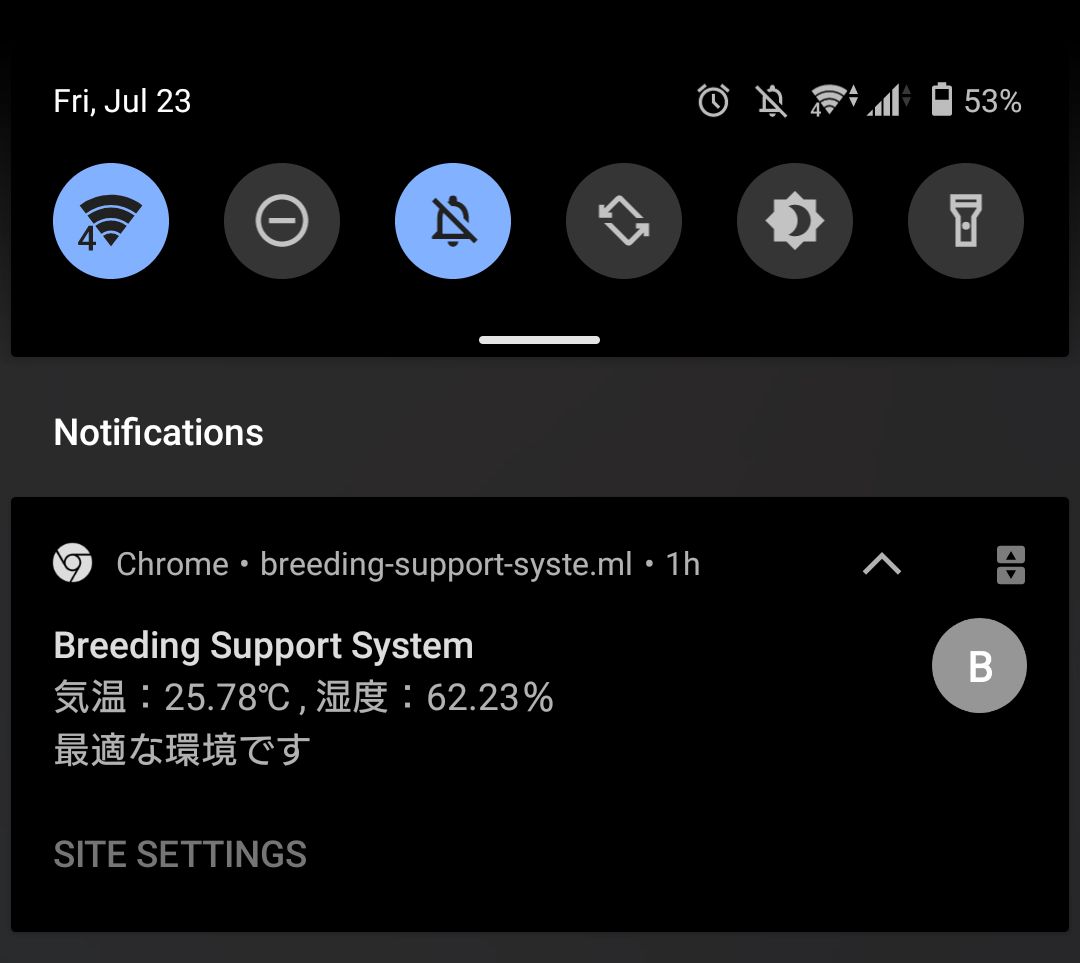 Fri, Jul 23
4
53%
4
Notifications
Chrome • breeding-support-syste.ml • 1h
Breeding Support System
B
気温：25.78℃ , 湿度：62.23%
最適な環境です
SITE SETTINGS